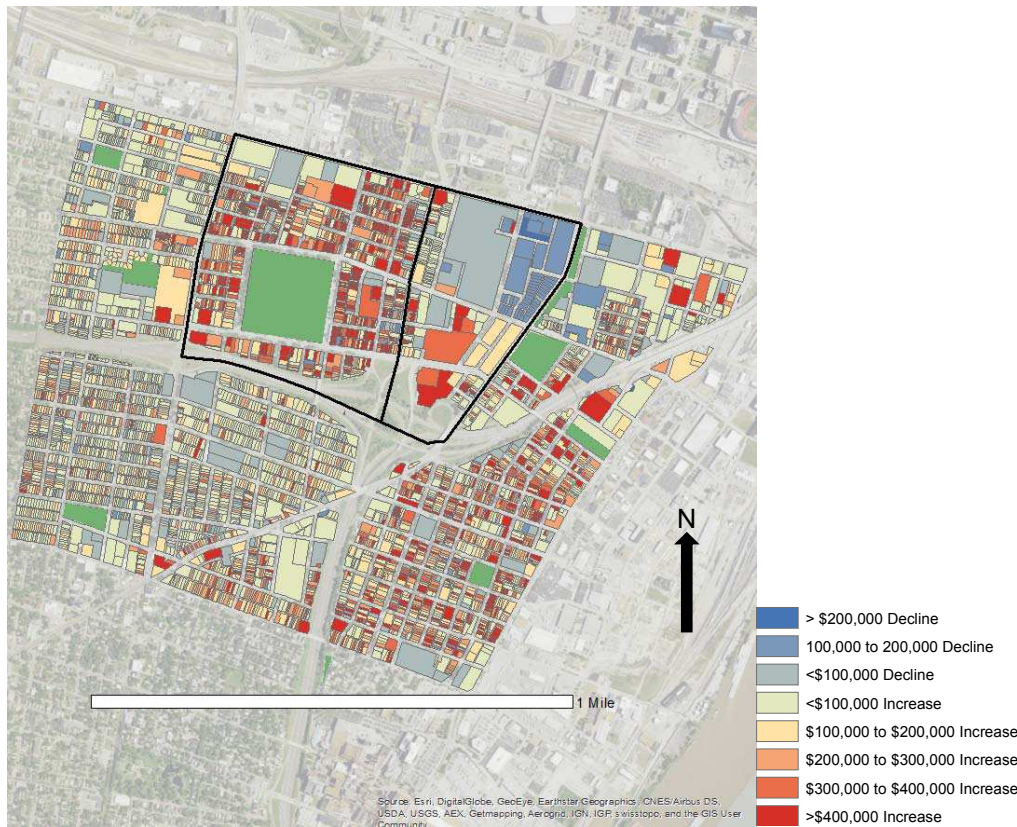 N
> $200,000 Decline
100,000 to 200,000 Decline
<$100,000 Decline
<$100,000 Increase
$100,000 to $200,000 Increase
$200,000 to $300,000 Increase
$300,000 to $400,000 Increase
>$400,000 Increase
1 Mile
Source: Esri, DigitalGlobe, GeoEye, Earthstar Geographics, CNES/Airbus DS,
USDA, USGS, AEX, Getmapping, Aerogrid, IGN, IGP, swisstopo, and the GIS User
Community